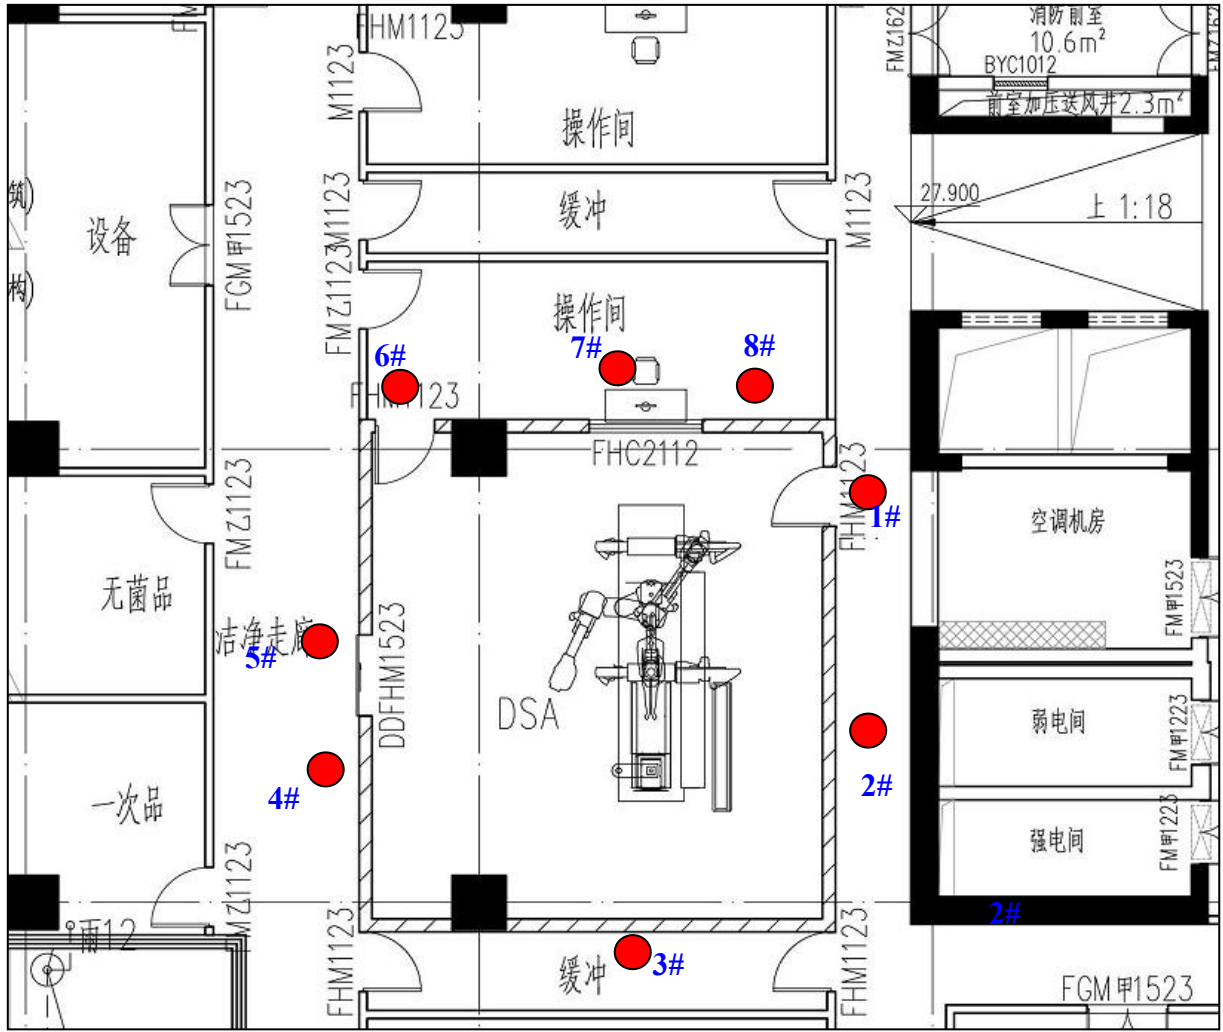 FHM1123
消防前室
10.6m²
BYC1012
前室加压送风井2.3m²
M1123
操作间
筑)
设备
FGM甲1523
M1123
缓冲
M1123
27.900
上 1:18
构)
FMZ1123
操作间
6#
7#
8#
FHM1123
FHC2112
FHM1123
1#
空调机房
FMZ1123
无菌品
洁净走廊
5#
DDFHM1523
DSA
FM甲1523
弱电间
FM甲1223
2#
4#
一次品
强电间
FM甲1223
2#
雨12
MZ1123
FHM1123
缓冲
3#
FHM1123
FGM甲1523